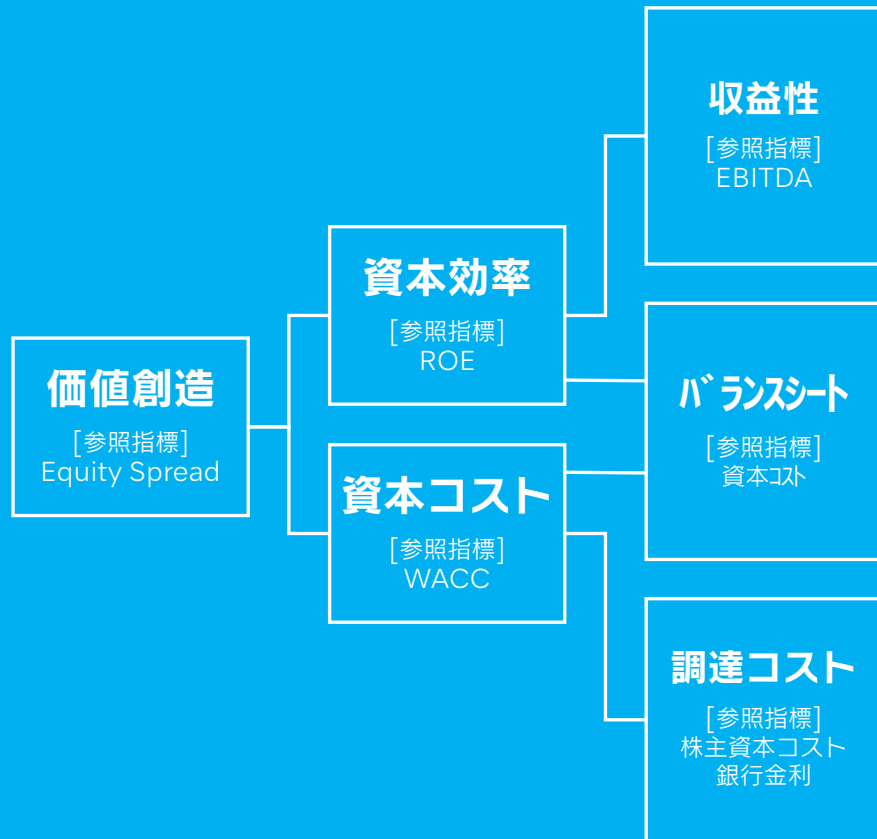 価値創造
[参照指標]
Equity Spread
資本効率
[参照指標]
ROE
資本コスト
[参照指標]
WACC
収益性
[参照指標]
EBITDA
バランスシート
[参照指標]
資本コスト
調達コスト
[参照指標]
株主資本コスト
銀行金利